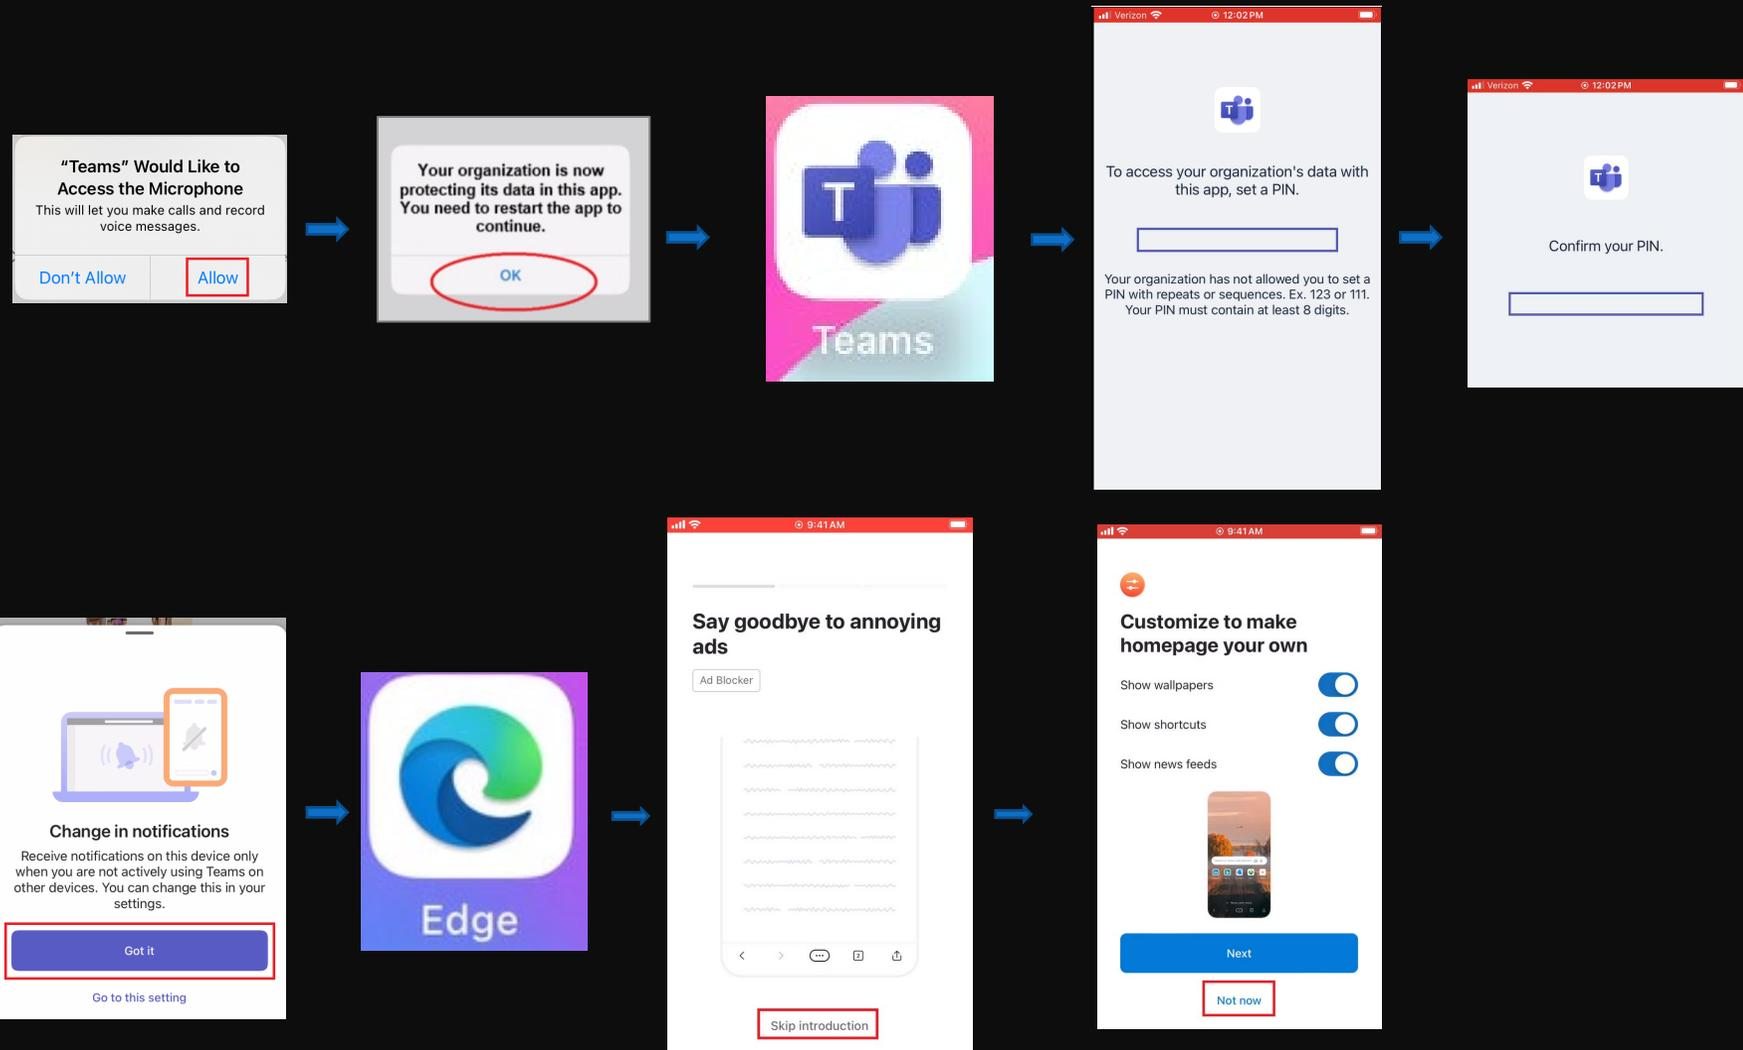 “Teams” Would Like to
Access the Microphone
This will let you make calls and record
voice messages.
Don’t Allow
Allow
Your organization is now
protecting its data in this app.
You need to restart the app to
continue.
OK
T
Teams
Verizon
12:02 PM
T
To access your organization's data with
this app, set a PIN.
Your organization has not allowed you to set a
PIN with repeats or sequences. Ex. 123 or 111.
Your PIN must contain at least 8 digits.
Verizon
12:02 PM
T
Confirm your PIN.
Change in notifications
Receive notifications on this device only
when you are not actively using Teams on
other devices. You can change this in your
settings.
Got it
Go to this setting
Edge
9:41 AM
Say goodbye to annoying
ads
Ad Blocker
2
Skip introduction
9:41 AM
Customize to make
homepage your own
Show wallpapers
Show shortcuts
Show news feeds
Next
Not now